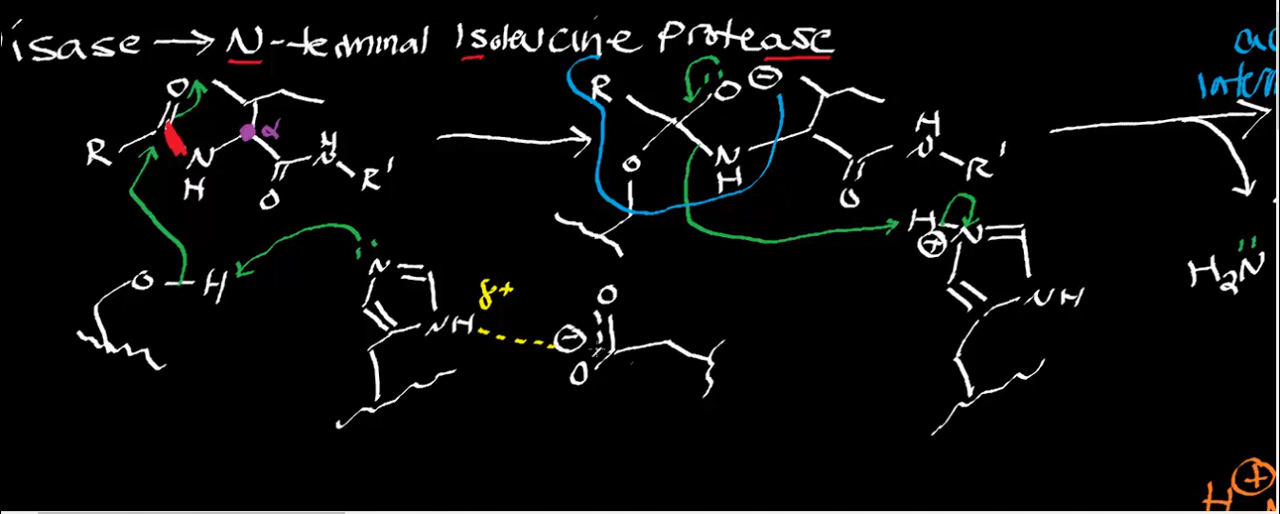 isase → N-terminal Isoleucine Protease
O
α
R
N
H
H
N
O
R'
O
H
N
NH
δ+
⊖
O
O
R
O
⊖
O
N
H
H
N
O
R'
H
⊕
N
NH
H₂N
H
⊕